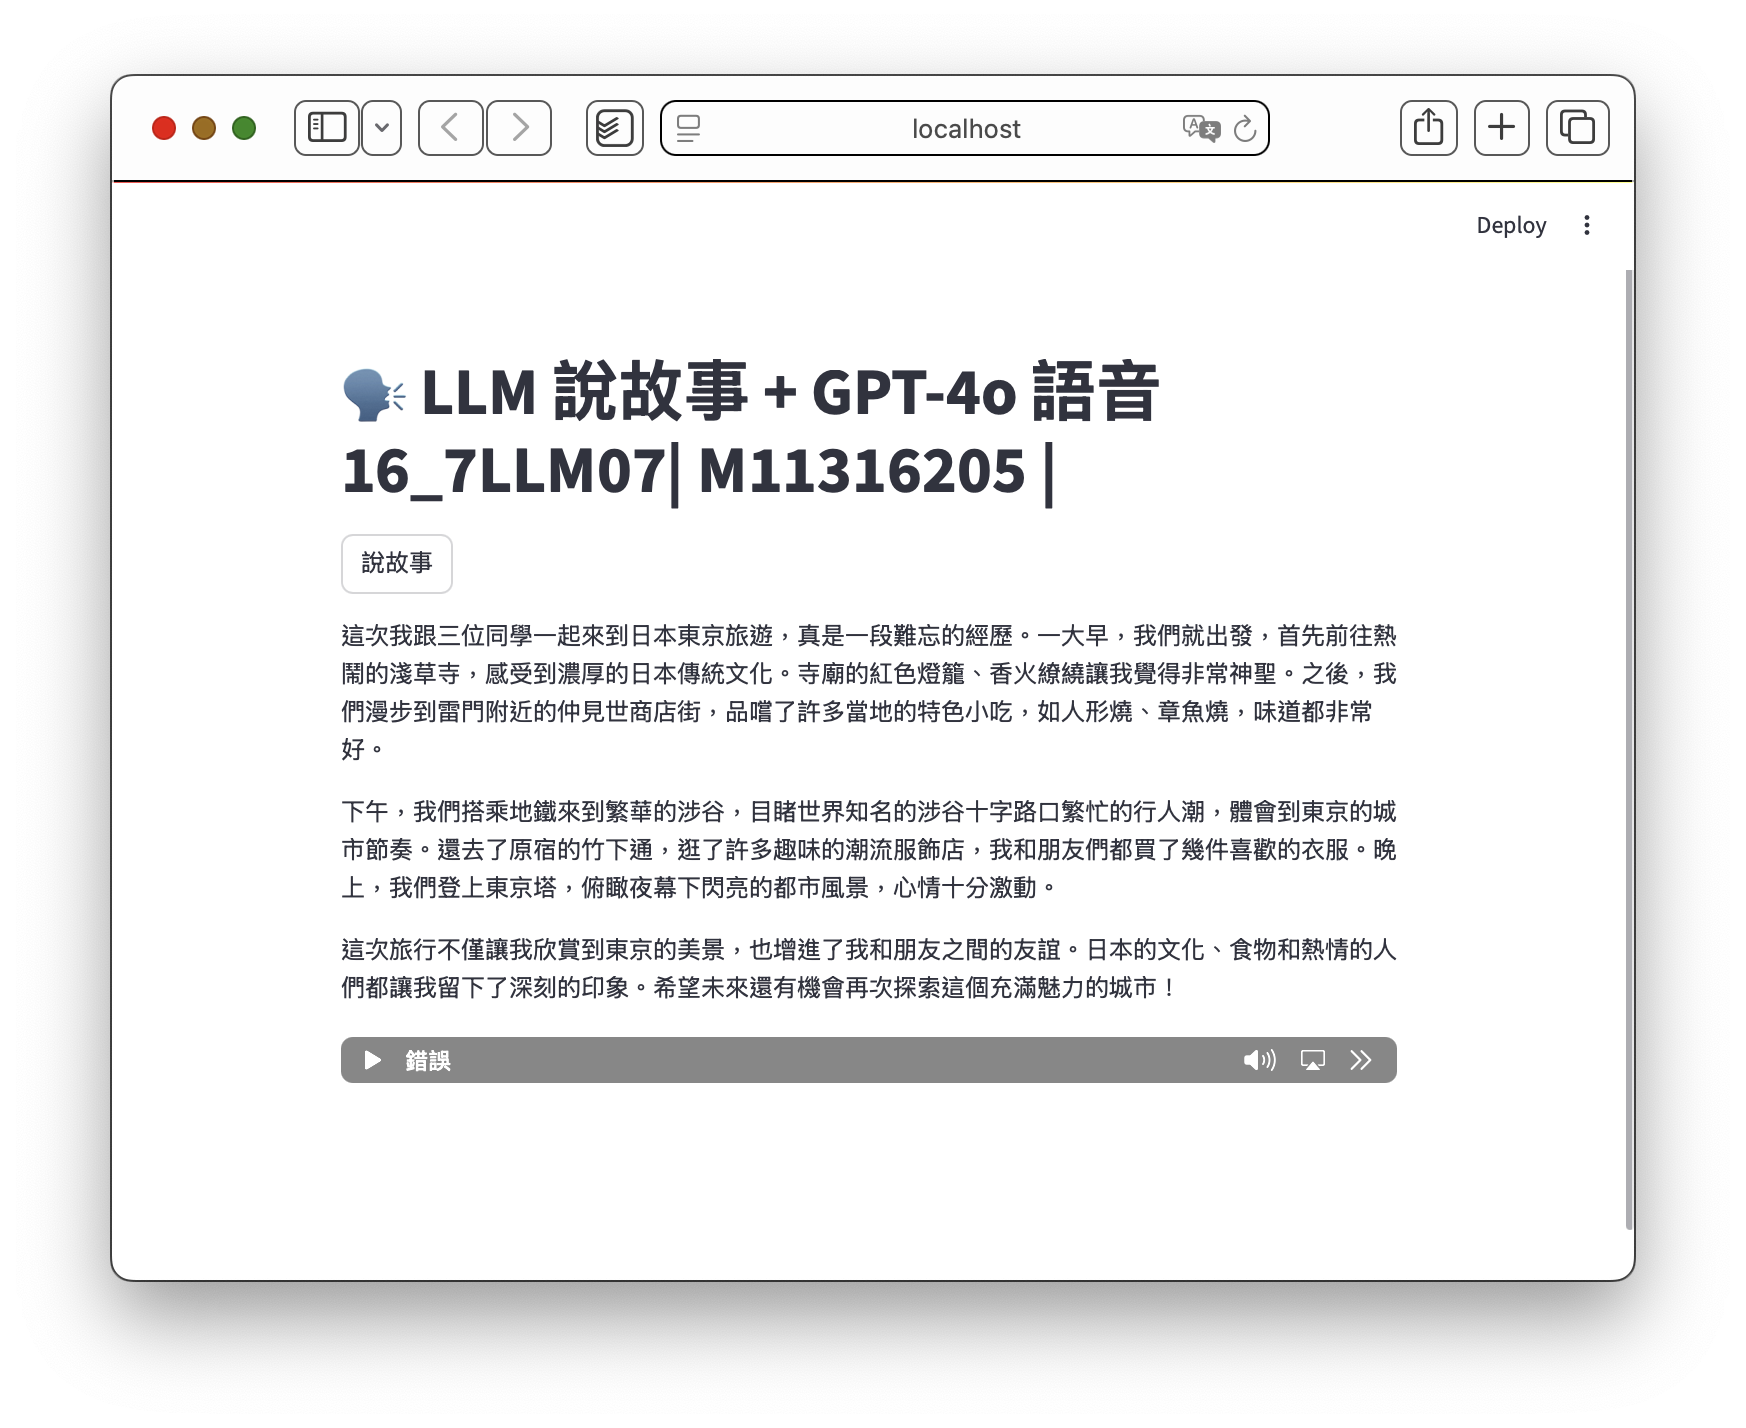 localhost
Deploy
LLM 說故事 + GPT-4o 語音
16_7LLM07| M11316205 |
說故事
這次我跟三位同學一起來到日本東京旅遊，真是一段難忘的經歷。一大早，我們就出發，首先前往熱
鬧的淺草寺，感受到濃厚的日本傳統文化。寺廟的紅色燈籠、香火繚繞讓我覺得非常神聖。之後，我
們漫步到雷門附近的仲見世商店街，品嚐了許多當地的特色小吃，如人形燒、章魚燒，味道都非常
好。
下午，我們搭乘地鐵來到繁華的涉谷，目睹世界知名的涉谷十字路口繁忙的行人潮，體會到東京的城
市節奏。還去了原宿的竹下通，逛了許多趣味的潮流服飾店，我和朋友們都買了幾件喜歡的衣服。晚
上，我們登上東京塔，俯瞰夜幕下閃亮的都市風景，心情十分激動。
這次旅行不僅讓我欣賞到東京的美景，也增進了我和朋友之間的友誼。日本的文化、食物和熱情的人
們都讓我留下了深刻的印象。希望未來還有機會再次探索這個充滿魅力的城市！
錯誤